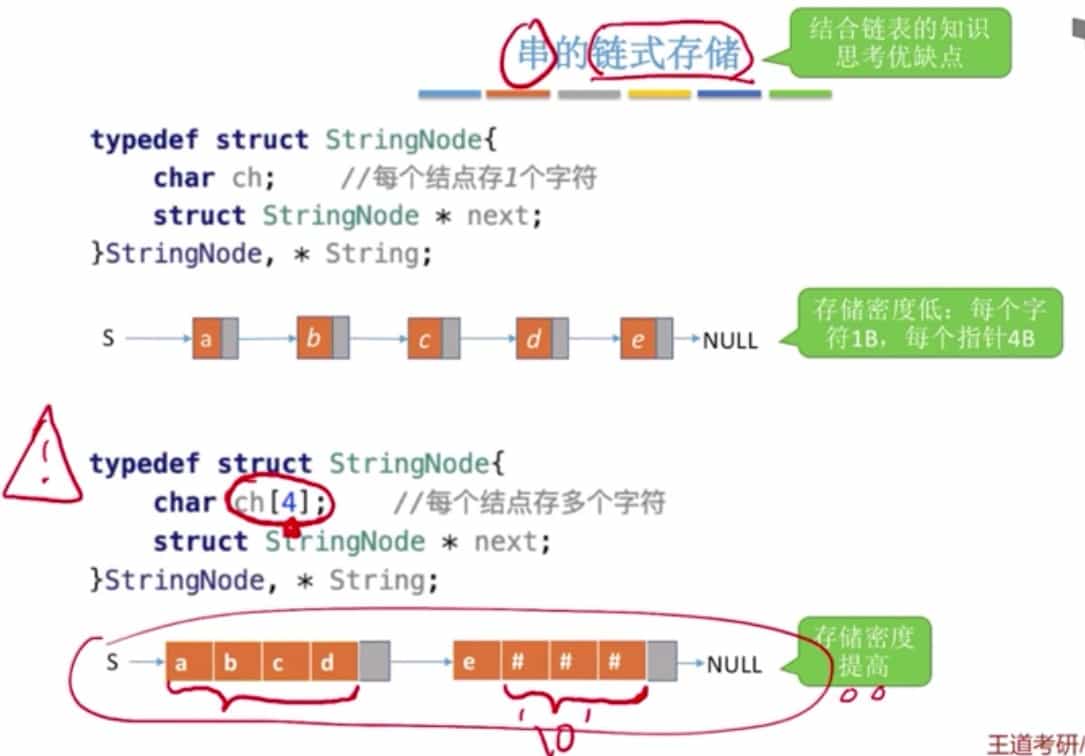 串的链式存储
结合链表的知识
思考优缺点
typedef struct StringNode{
char ch; //每个结点存1个字符
struct StringNode * next;
}StringNode, * String;
S a b c d e NULL
存储密度低：每个字
符1B，每个指针4B
!
typedef struct StringNode{
char ch[4]; //每个结点存多个字符
struct StringNode * next;
}StringNode, * String;
S a b c d e # # # NULL
存储密度
提高
'\0'
王道考研/